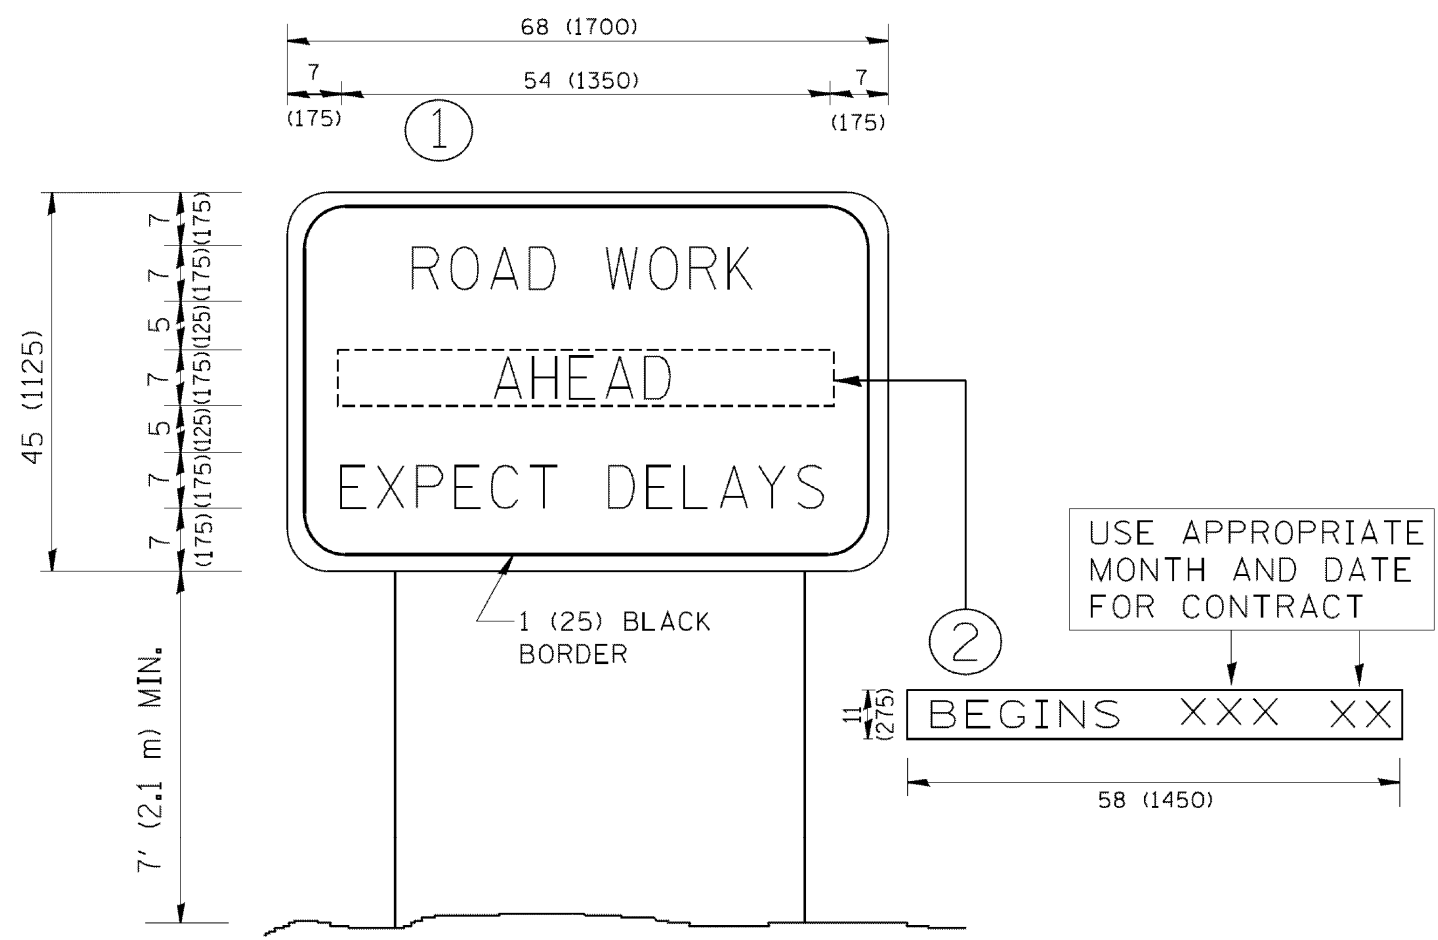 68 (1700)
7
54 (1350)
7
(175)
(175)
1
7
(175)
7
(175)
5
(125)
7
(175)
5
(125)
7
(175)
7
(175)
45 (1125)
ROAD WORK
AHEAD
EXPECT DELAYS
1 (25) BLACK
BORDER
7' (2.1 m) MIN.
2
USE APPROPRIATE
MONTH AND DATE
FOR CONTRACT
11
(275)
BEGINS XXX XX
58 (1450)